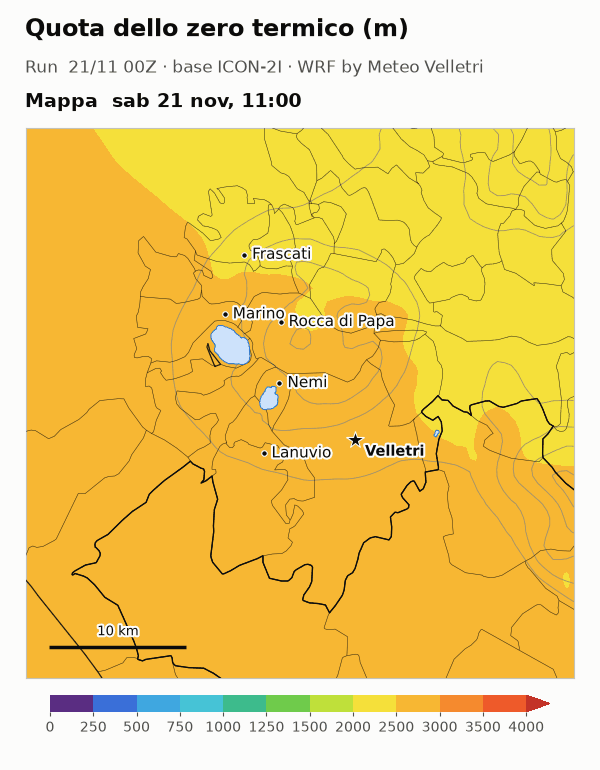 Quota dello zero termico (m)
Run 21/11 00Z · base ICON-2I · WRF by Meteo Velletri
Mappa sab 21 nov, 11:00
Frascati
Marino
Rocca di Papa
Nemi
Velletri
Lanuvio
10 km
0 250 500 750 1000 1250 1500 2000 2500 3000 3500 4000